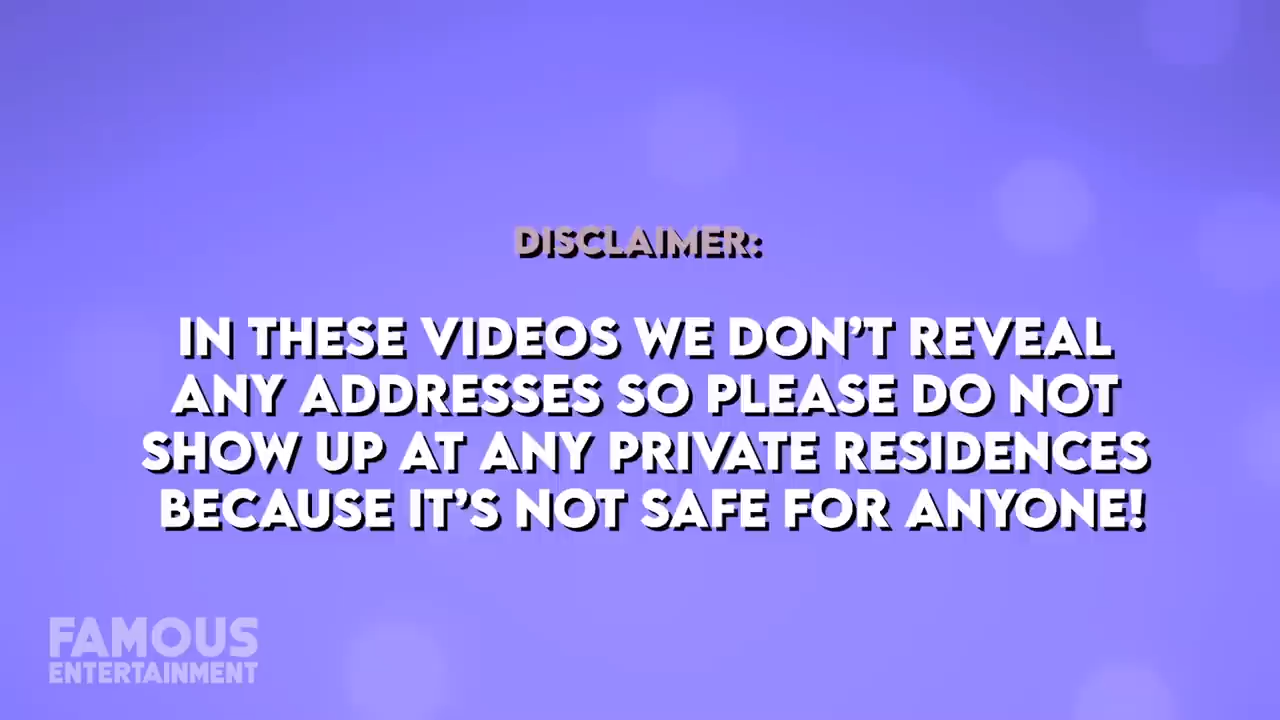 DISCLAIMER:
IN THESE VIDEOS WE DON'T REVEAL
ANY ADDRESSES SO PLEASE DO NOT
SHOW UP AT ANY PRIVATE RESIDENCES
BECAUSE IT'S NOT SAFE FOR ANYONE!
FAMOUS
ENTERTAINMENT